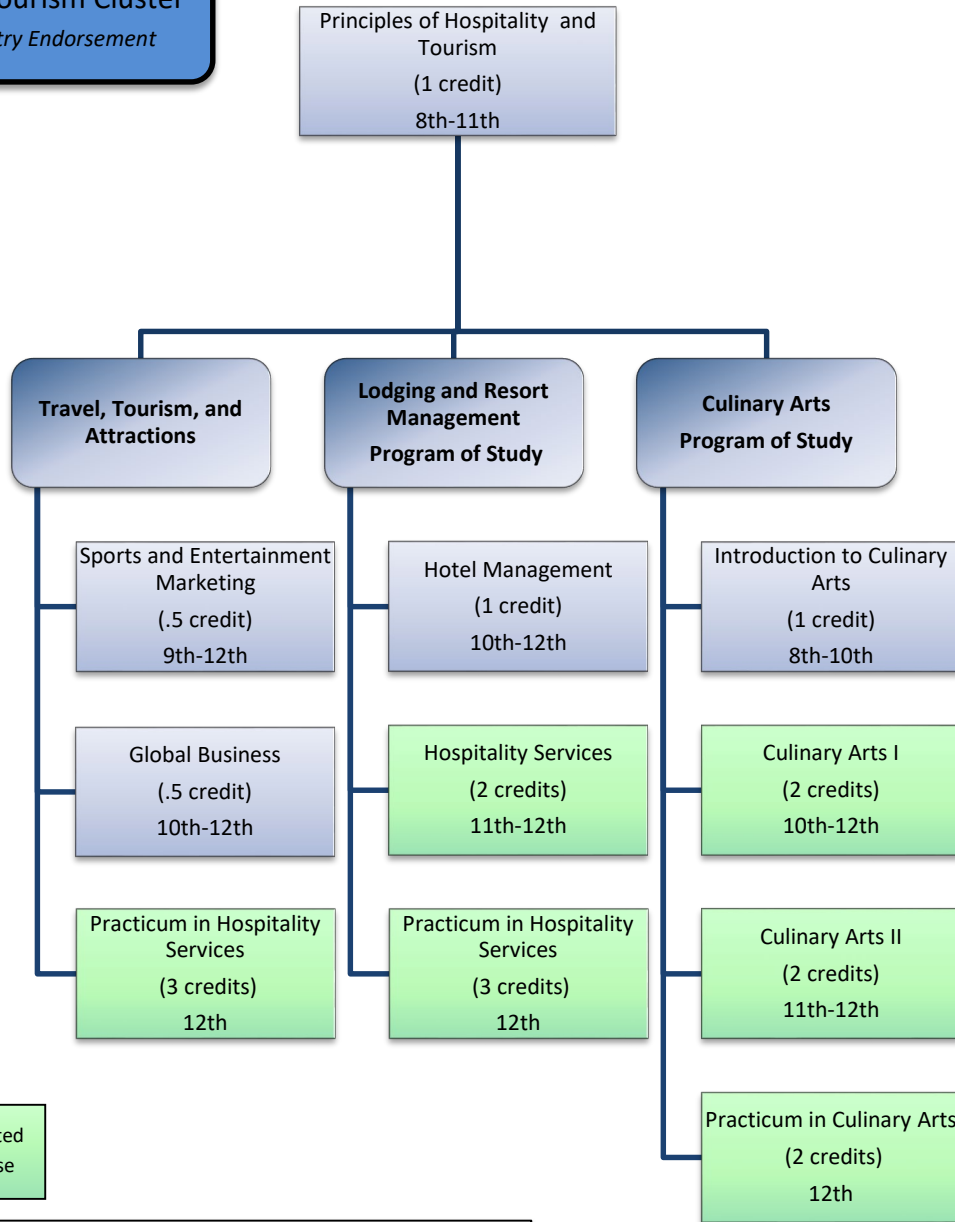 Tourism Cluster
Endorsement
Principles of Hospitality and
Tourism
(1 credit)
8th-11th
Travel, Tourism, and
Attractions
Sports and Entertainment
Marketing
(.5 credit)
9th-12th
Global Business
(.5 credit)
10th-12th
Practicum in Hospitality
Services
(3 credits)
12th
Lodging and Resort
Management
Program of Study
Hotel Management
(1 credit)
10th-12th
Hospitality Services
(2 credits)
11th-12th
Practicum in Hospitality
Services
(3 credits)
12th
Culinary Arts
Program of Study
Introduction to Culinary
Arts
(1 credit)
8th-10th
Culinary Arts I
(2 credits)
10th-12th
Culinary Arts II
(2 credits)
11th-12th
Practicum in Culinary Arts
(2 credits)
12th